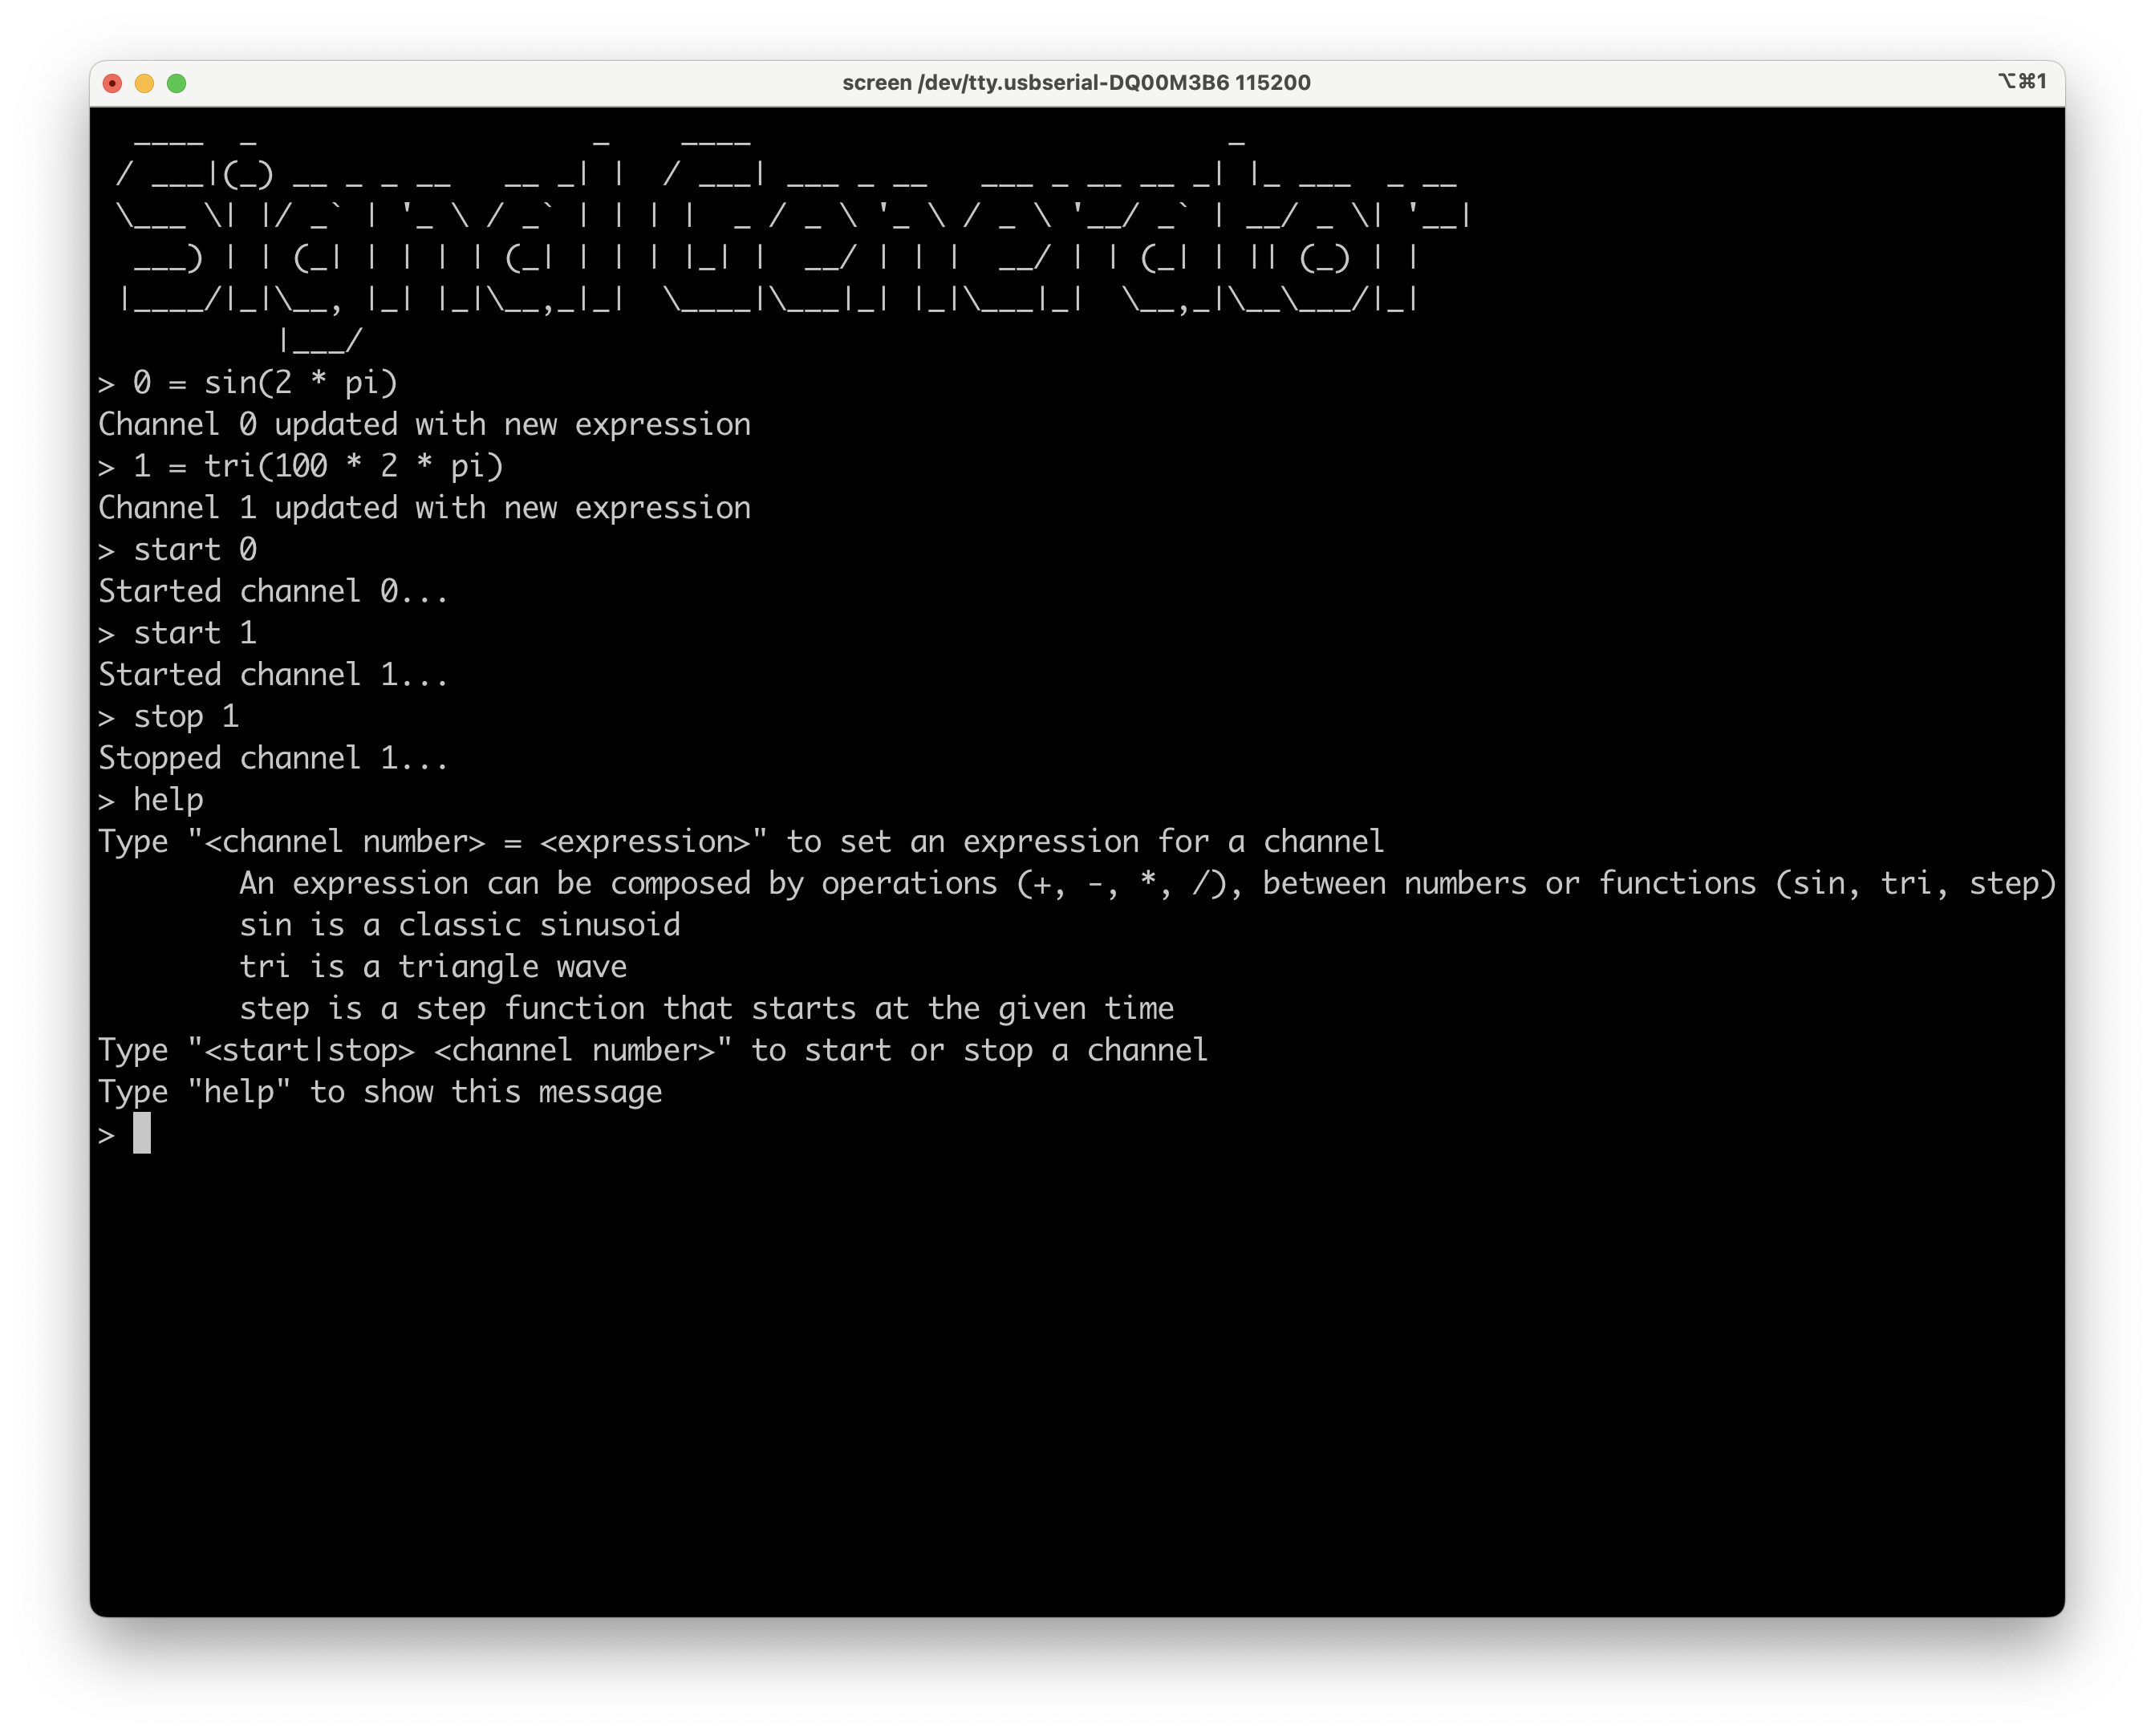 screen /dev/tty.usbserial-DQ00M3B6 115200
⌥⌘1
Signal Generator
> 0 = sin(2 * pi)
Channel 0 updated with new expression
> 1 = tri(100 * 2 * pi)
Channel 1 updated with new expression
> start 0
Started channel 0...
> start 1
Started channel 1...
> stop 1
Stopped channel 1...
> help
Type "<channel number> = <expression>" to set an expression for a channel
An expression can be composed by operations (+, -, *, /), between numbers or functions (sin, tri, step)
sin is a classic sinusoid
tri is a triangle wave
step is a step function that starts at the given time
Type "<start|stop> <channel number>" to start or stop a channel
Type "help" to show this message
>